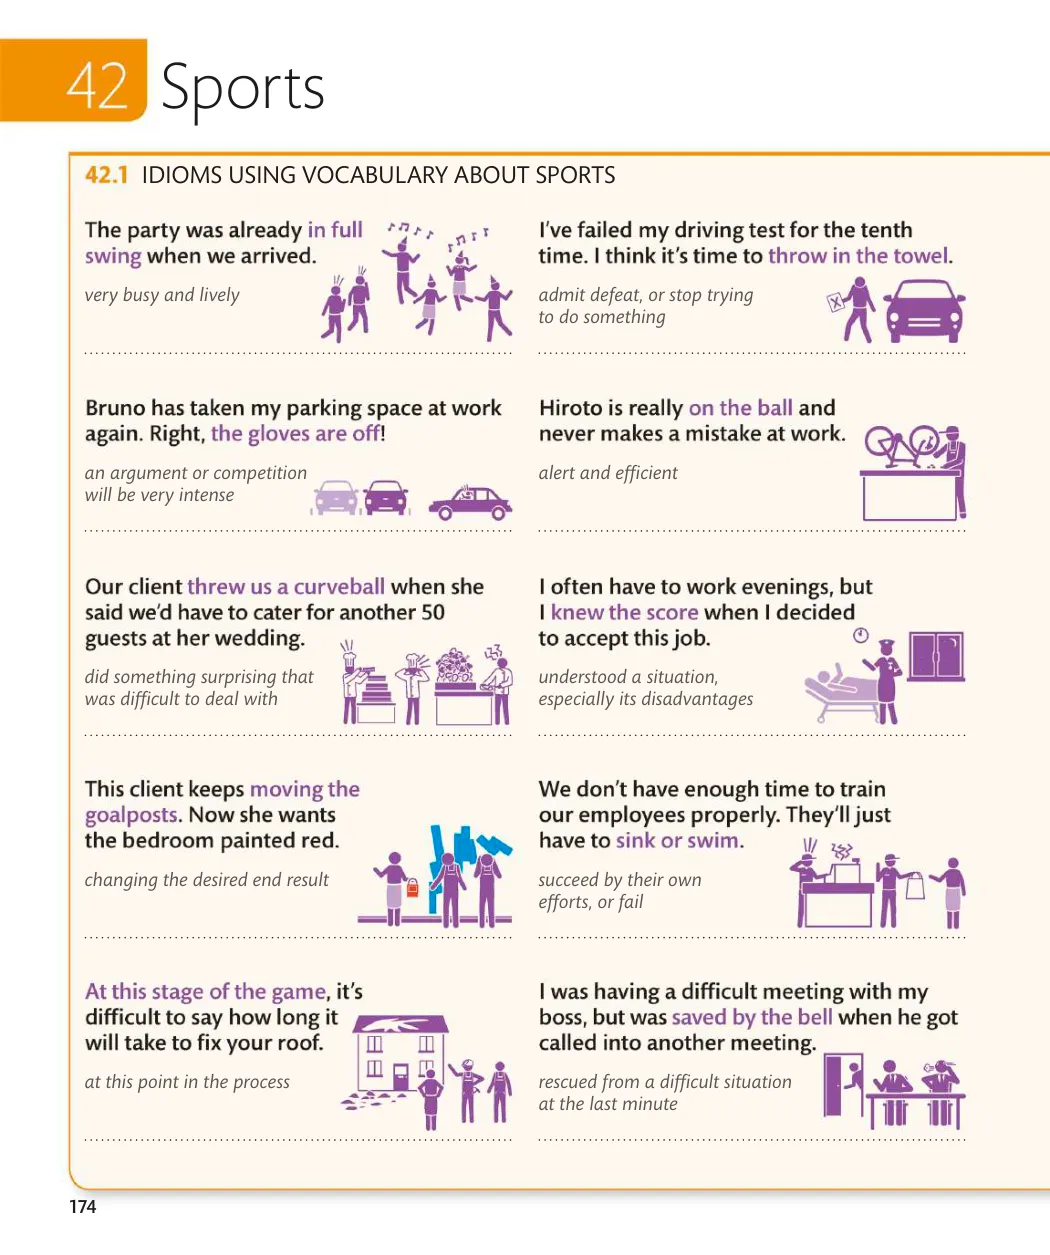 42 Sports
42.1 IDIOMS USING VOCABULARY ABOUT SPORTS
The party was already in full
swing when we arrived.
very busy and lively
I've failed my driving test for the tenth
time. I think it's time to throw in the towel.
admit defeat, or stop trying
to do something
Bruno has taken my parking space at work
again. Right, the gloves are off!
an argument or competition
will be very intense
Hiroto is really on the ball and
never makes a mistake at work.
alert and efficient
Our client threw us a curveball when she
said we'd have to cater for another 50
guests at her wedding.
did something surprising that
was difficult to deal with
I often have to work evenings, but
I knew the score when I decided
to accept this job.
understood a situation,
especially its disadvantages
This client keeps moving the
goalposts. Now she wants
the bedroom painted red.
changing the desired end result
We don't have enough time to train
our employees properly. They'll just
have to sink or swim.
succeed by their own
efforts, or fail
At this stage of the game, it's
difficult to say how long it
will take to fix your roof.
at this point in the process
I was having a difficult meeting with my
boss, but was saved by the bell when he got
called into another meeting.
rescued from a difficult situation
at the last minute
174